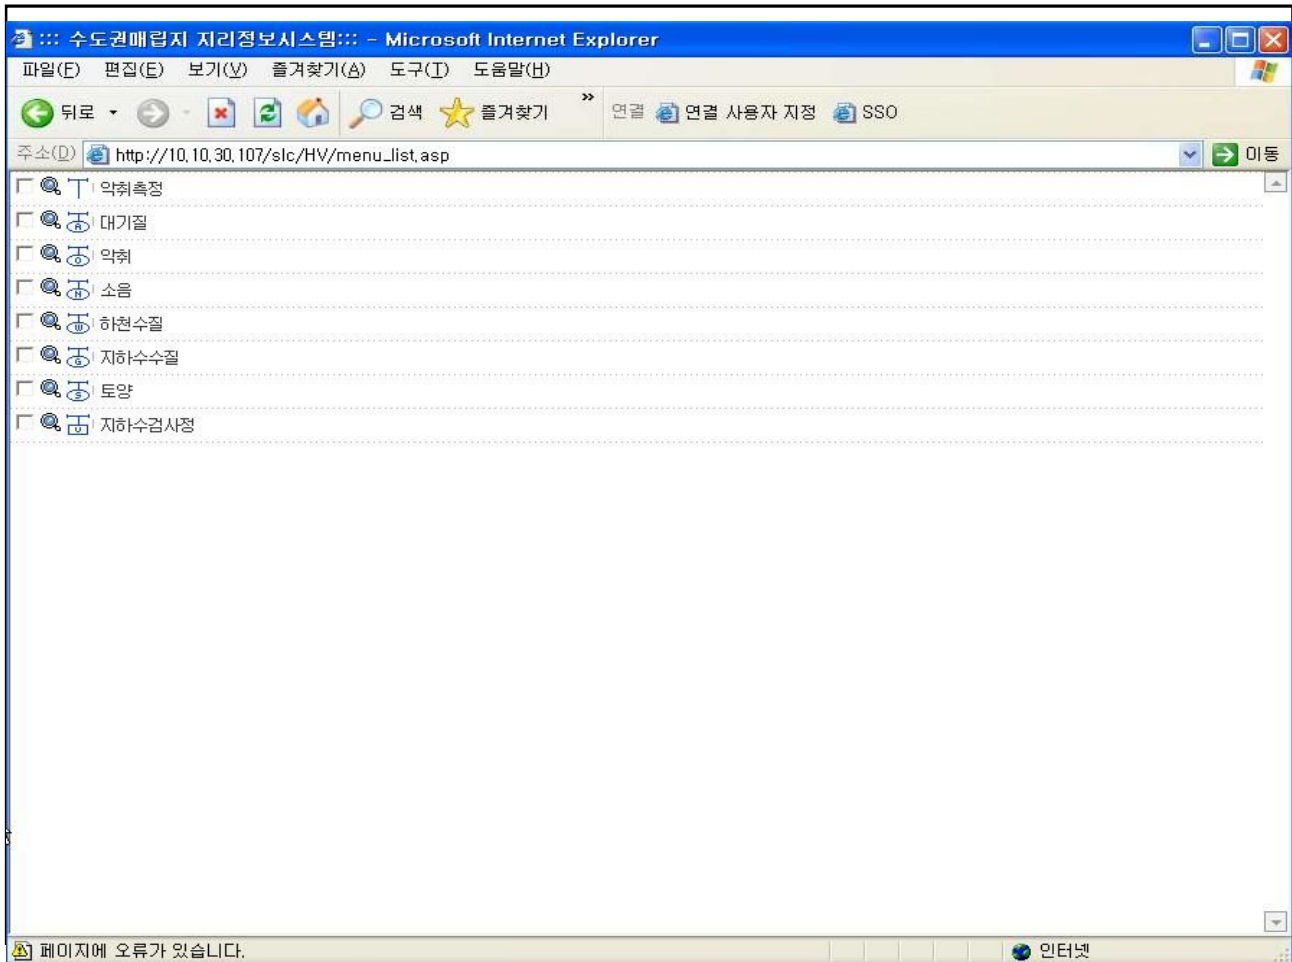 ::: 수도권매립지 지리정보시스템::: - Microsoft Internet Explorer
파일(F) 편집(E) 보기(V) 즐겨찾기(A) 도구(T) 도움말(H)
뒤로 검색 즐겨찾기 » 연결 연결 사용자 지정 SSO
주소(D) http://10.10.30.107/slc/HV/menu_list.asp 이동
악취측정
A 대기질
O 악취
N 소음
W 하천수질
G 지하수수질
S 토양
U 지하수검사정
페이지에 오류가 있습니다. 인터넷